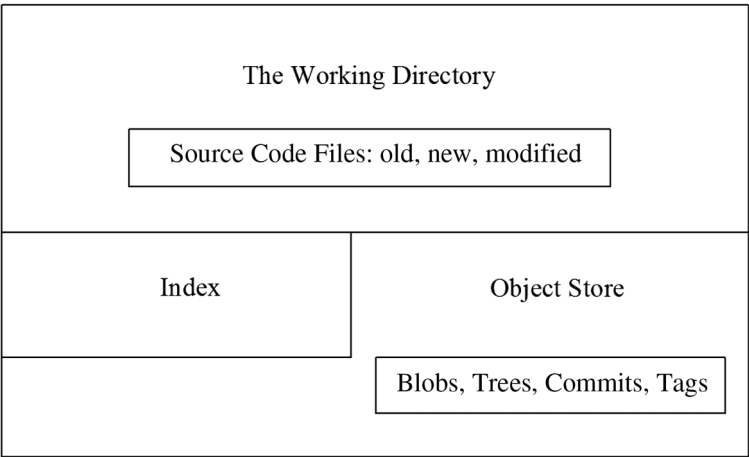 The Working Directory
Source Code Files: old, new, modified
Index
Object Store
Blobs, Trees, Commits, Tags